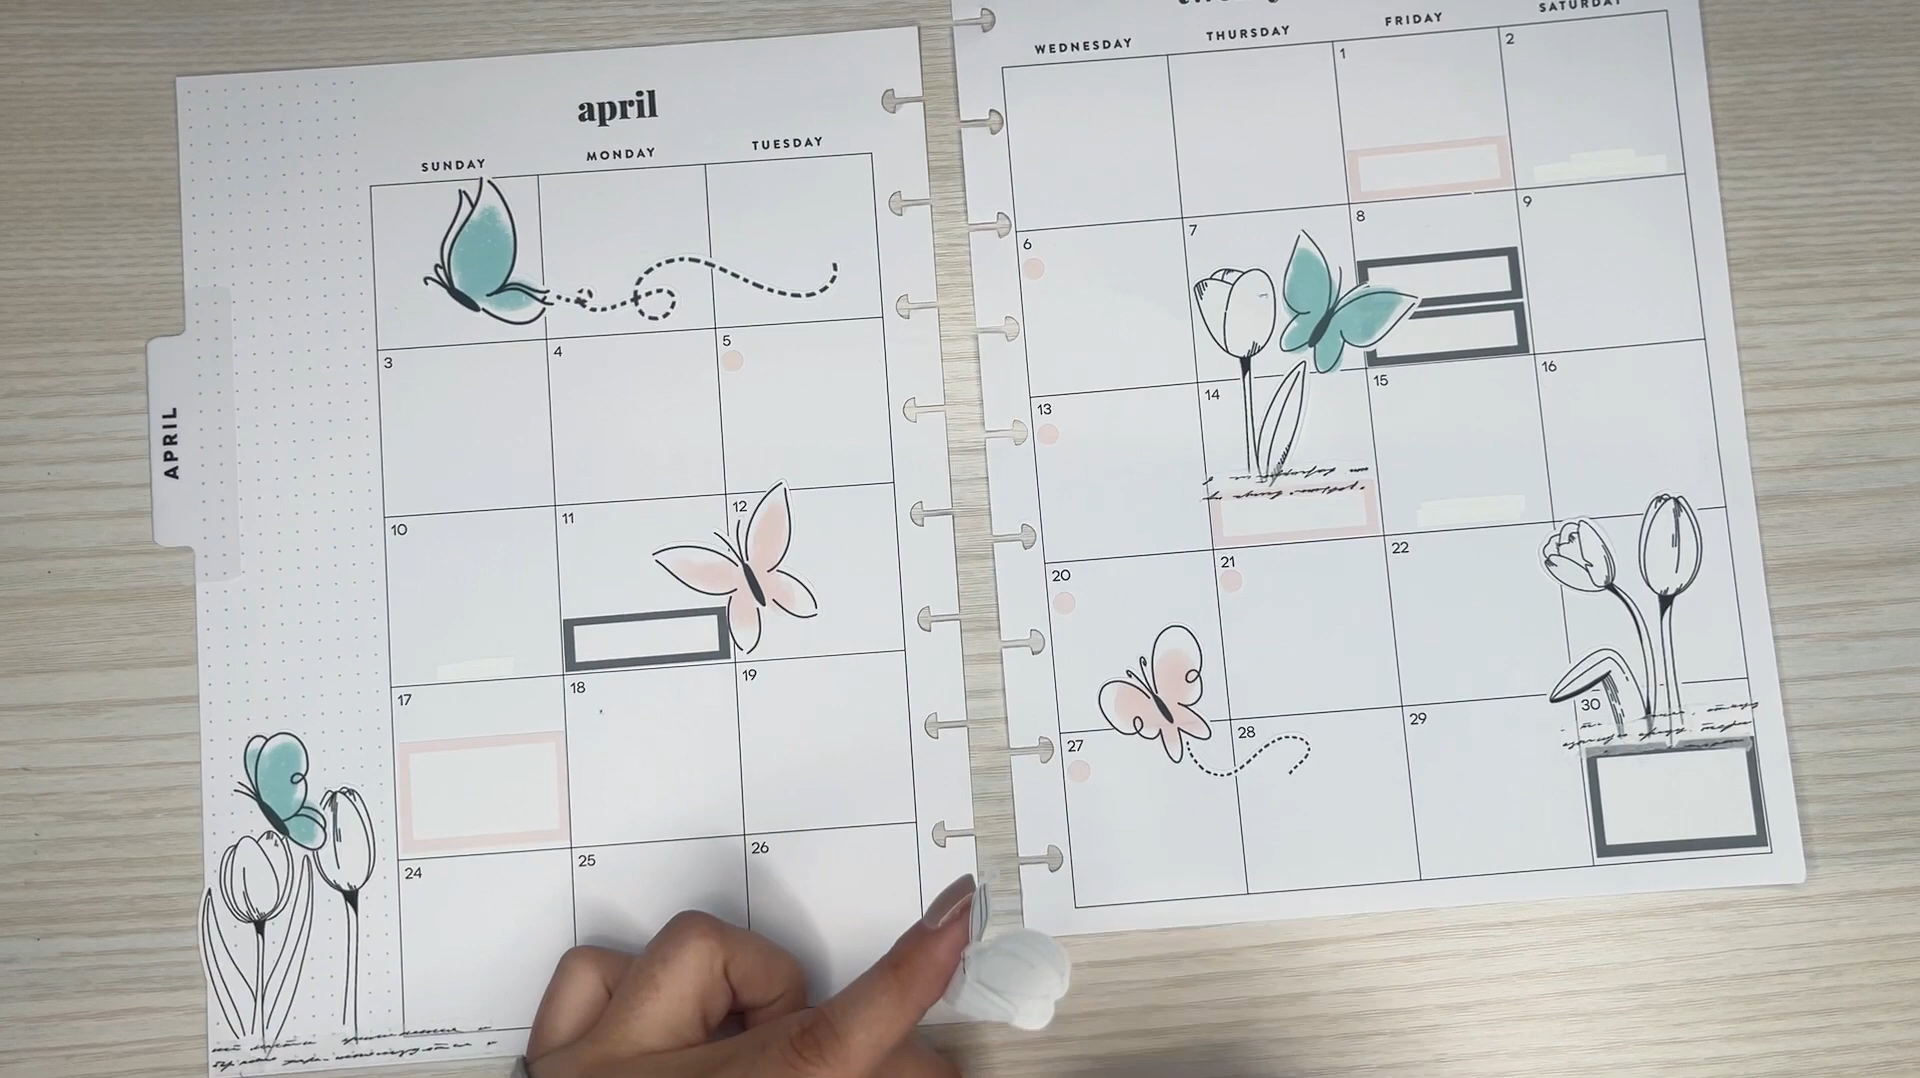 april
SUNDAY MONDAY TUESDAY
WEDNESDAY THURSDAY FRIDAY SATURDAY
1 2
3 4 5
6 7 8 9
10 11 12
13 14 15 16
17 18 19
20 21 22
24 25 26
27 28 29 30
APRIL